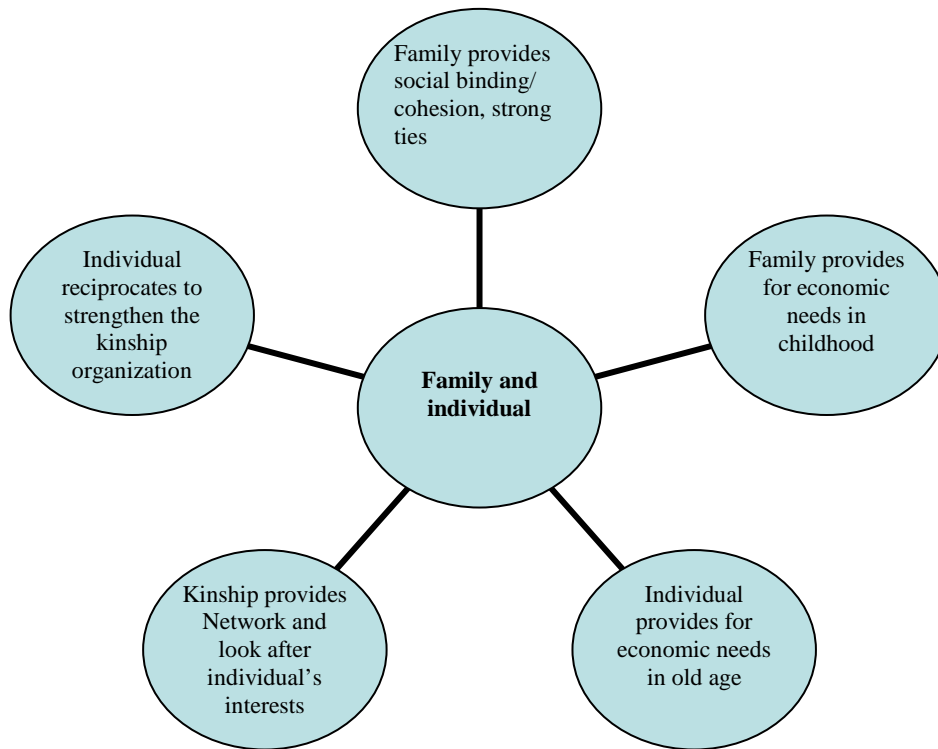 Family provides
social binding/
cohesion, strong
ties
Individual
reciprocates to
strengthen the
kinship
organization
Family provides
for economic
needs in
childhood
Family and
individual
Kinship provides
Network and
look after
individual's
interests
Individual
provides for
economic needs
in old age